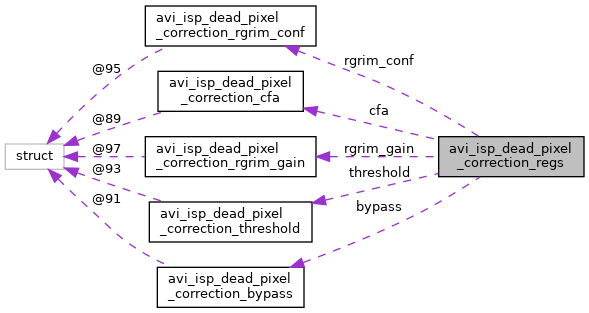 avi_isp_dead_pixel
_correction_rgrim_conf
@95
rgrim_conf
avi_isp_dead_pixel
_correction_cfa
@89
cfa
struct
@97
avi_isp_dead_pixel
_correction_rgrim_gain
rgrim_gain
avi_isp_dead_pixel
_correction_regs
@93
threshold
avi_isp_dead_pixel
_correction_threshold
@91
bypass
avi_isp_dead_pixel
_correction_bypass